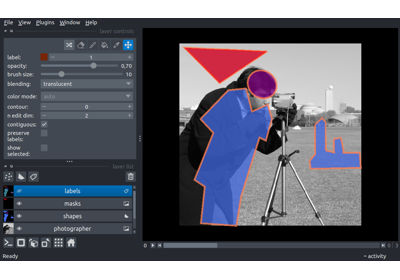 File View Plugins Window Help
layer controls
label: 1
opacity: 0,70
brush size: 10
blending: translucent
color mode: auto
contour: 0
n edit dim: 2
contiguous:
preserve
labels:
show
selected:
layer list
labels
masks
shapes
photographer
0
0
Ready
activity